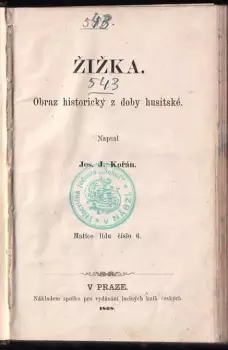 543.
ŽIŽKA.
543
Obraz historický z doby husitské.
Napsal
Jos. J. Kořán.
Matice lidu číslo 6.
V PRAZE.
Nákladem spolku pro vydávání laciných knih českých.
1868.